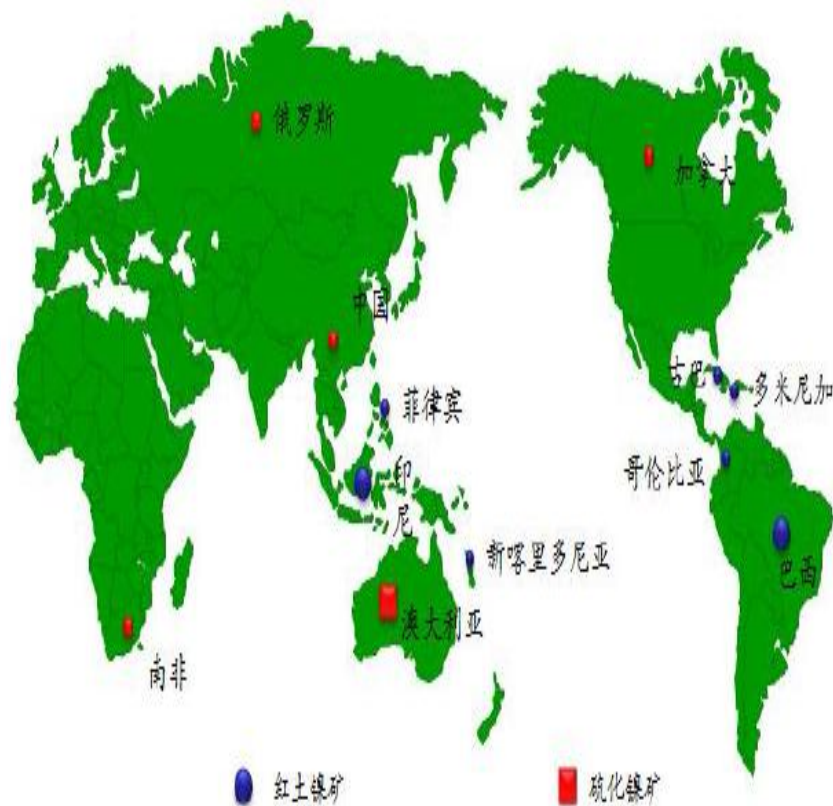 俄罗斯
加拿大
中国
古巴
多米尼加
菲律宾
哥伦比亚
印
尼
新喀里多尼亚
巴西
澳大利亚
南非
红土镍矿
硫化镍矿